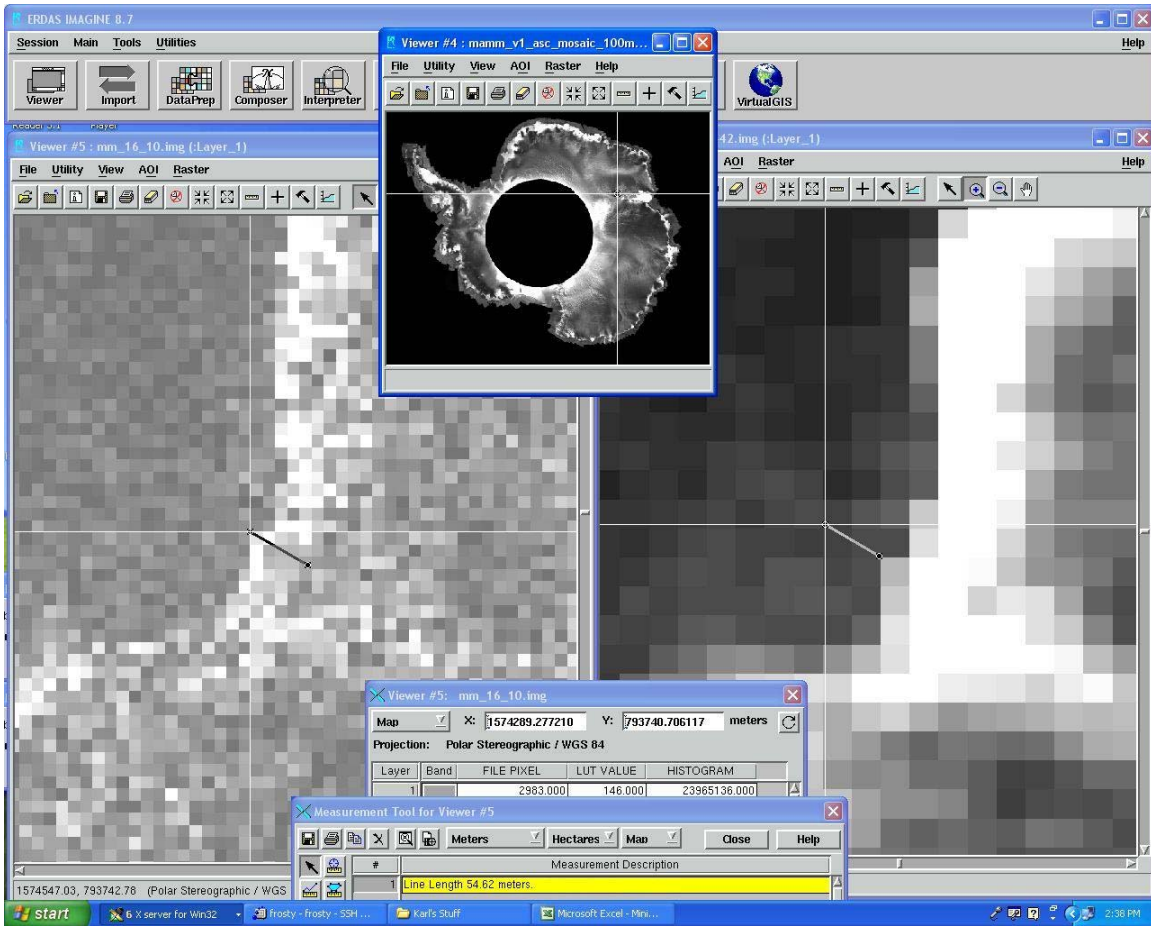 ERDAS IMAGINE 8.7
Session Main Tools Utilities Help
Viewer Import DataPrep Composer Interpreter VirtualGIS
Viewer #4 : mamm_v1_asc_mosaic_100m...
File Utility View AOI Raster Help
Viewer #5 : mm_16_10.img (:Layer_1)
File Utility View AOI Raster
42.img (:Layer_1)
AOI Raster Help
Viewer #5: mm_16_10.img
Map X: 1574289.277210 Y: 793740.706117 meters
Projection: Polar Stereographic / WGS 84
Layer Band FILE PIXEL LUT VALUE HISTOGRAM
1 2983.000 146.000 23965136.000
Measurement Tool for Viewer #5
Meters Hectares Map Close Help
# Measurement Description
1 Line Length 54.62 meters.
1574547.03, 793742.78 (Polar Stereographic / WGS
start 6 X server for Win32 frosty - frosty - SSH ... Karl's Stuff Microsoft Excel - Mini... 2:38 PM